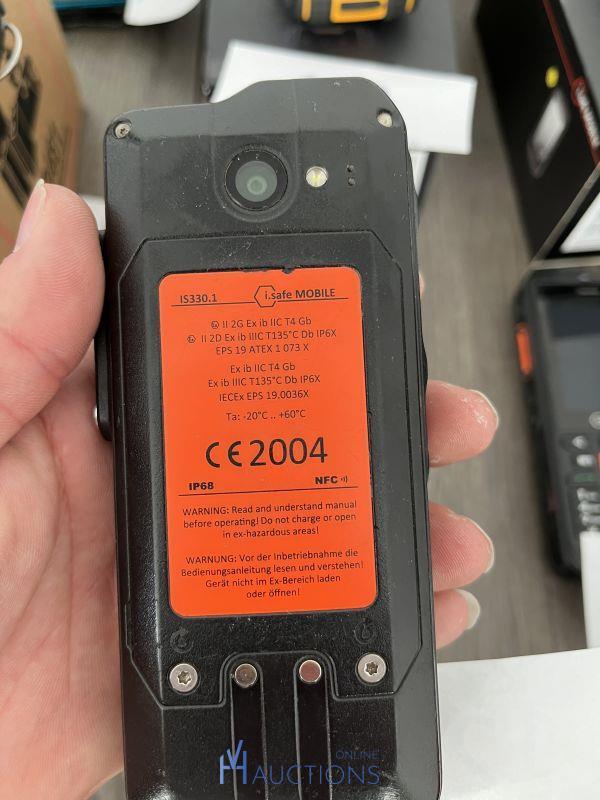 IS330.1 i.safe MOBILE
II 2G Ex ib IIC T4 Gb
II 2D Ex ib IIIC T135°C Db IP6X
EPS 19 ATEX 1 073 X
Ex ib IIC T4 Gb
Ex ib IIIC T135°C Db IP6X
IECEx EPS 19.0036X
Ta: -20°C .. +60°C
CE2004
IP68 NFC
WARNING: Read and understand manual
before operating! Do not charge or open
in ex-hazardous areas!
WARNUNG: Vor der Inbetriebnahme die
Bedienungsanleitung lesen und verstehen!
Gerät nicht im Ex-Bereich laden
oder öffnen!
ONLINE
VH AUCTIONS